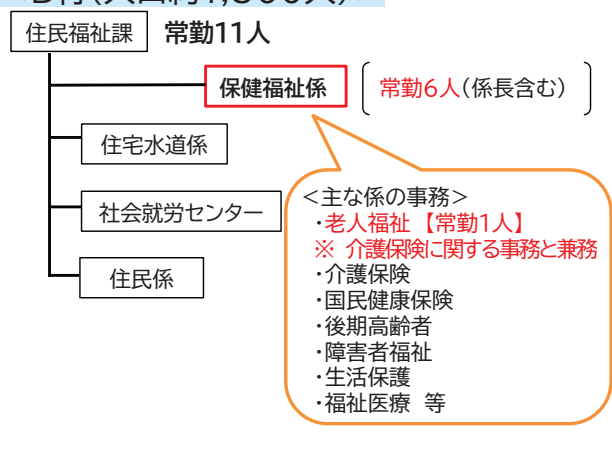 住民福祉課 常勤11人
保健福祉係 常勤6人(係長含む)
住宅水道係
社会就労センター
住民係
<主な係の事務>
・老人福祉【常勤1人】
※ 介護保険に関する事務と兼務
・介護保険
・国民健康保険
・後期高齢者
・障害者福祉
・生活保護
・福祉医療 等